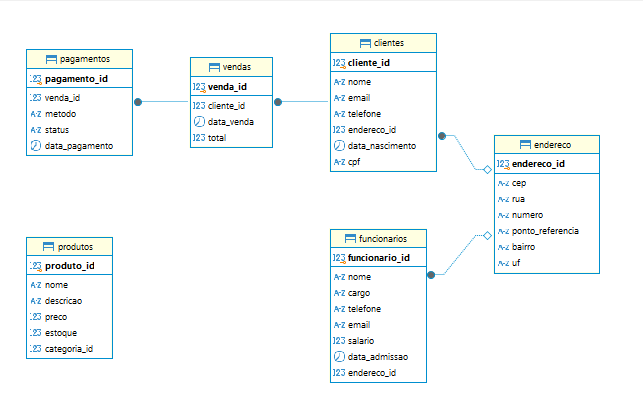 pagamentos
123 pagamento_id
123 venda_id
A-Z metodo
A-Z status
data_pagamento
vendas
123 venda_id
123 cliente_id
data_venda
123 total
clientes
123 cliente_id
A-Z nome
A-Z email
A-Z telefone
123 endereco_id
data_nascimento
A-Z cpf
endereco
123 endereco_id
A-Z cep
A-Z rua
A-Z numero
A-Z ponto_referencia
A-Z bairro
A-Z uf
produtos
123 produto_id
A-Z nome
A-Z descricao
123 preco
123 estoque
123 categoria_id
funcionarios
123 funcionario_id
A-Z nome
A-Z cargo
A-Z telefone
A-Z email
123 salario
data_admissao
123 endereco_id